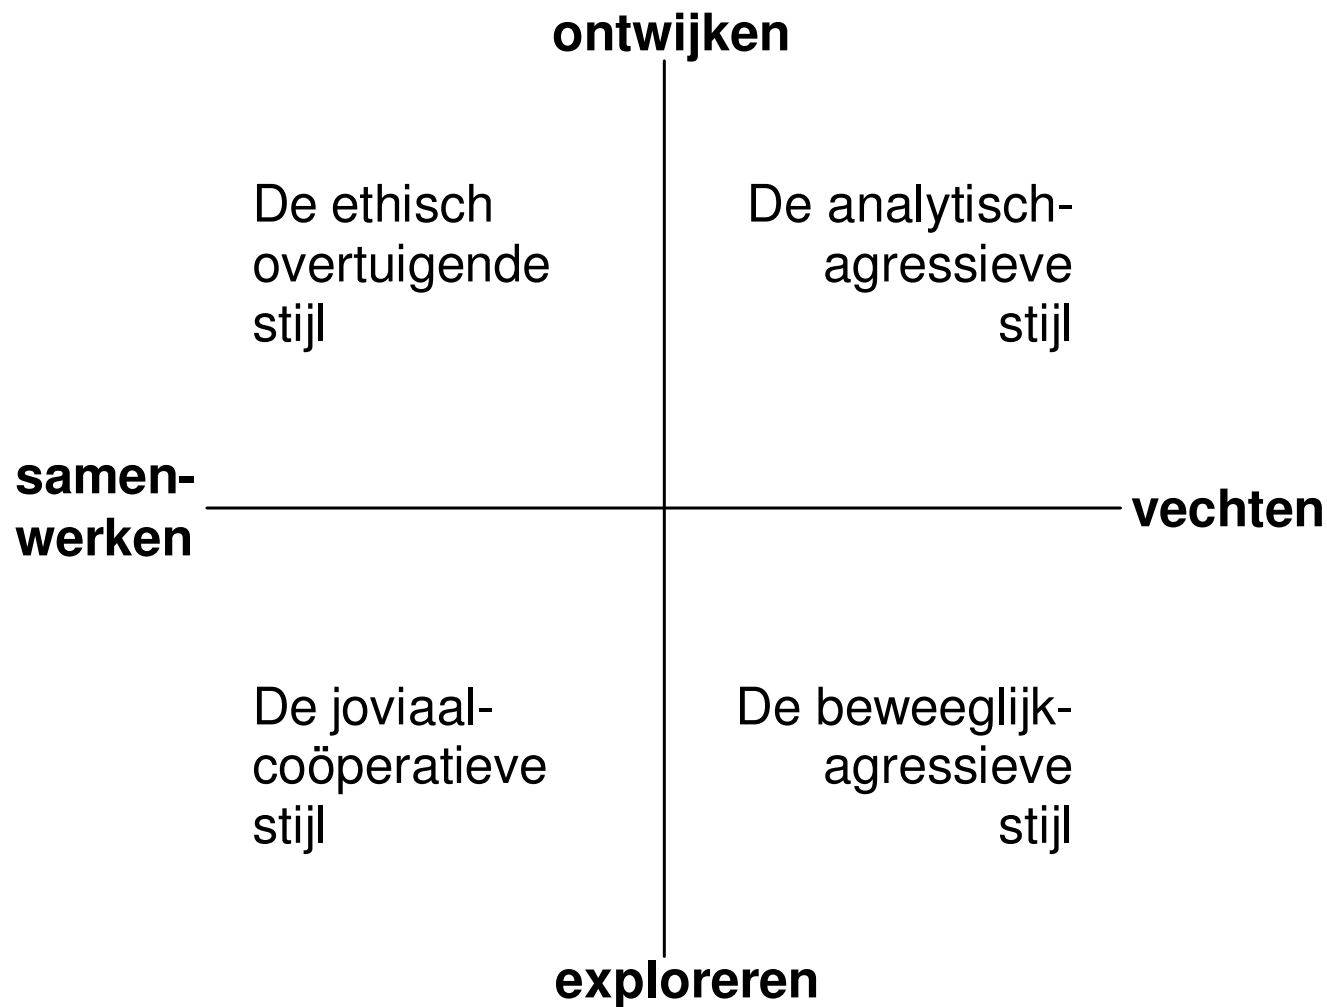 ontwijken
De ethisch
overtuigende
stijl
De analytisch-
agressieve
stijl
samen-
werken
vechten
De joviaal-
coöperatieve
stijl
De beweeglijk-
agressieve
stijl
exploreren